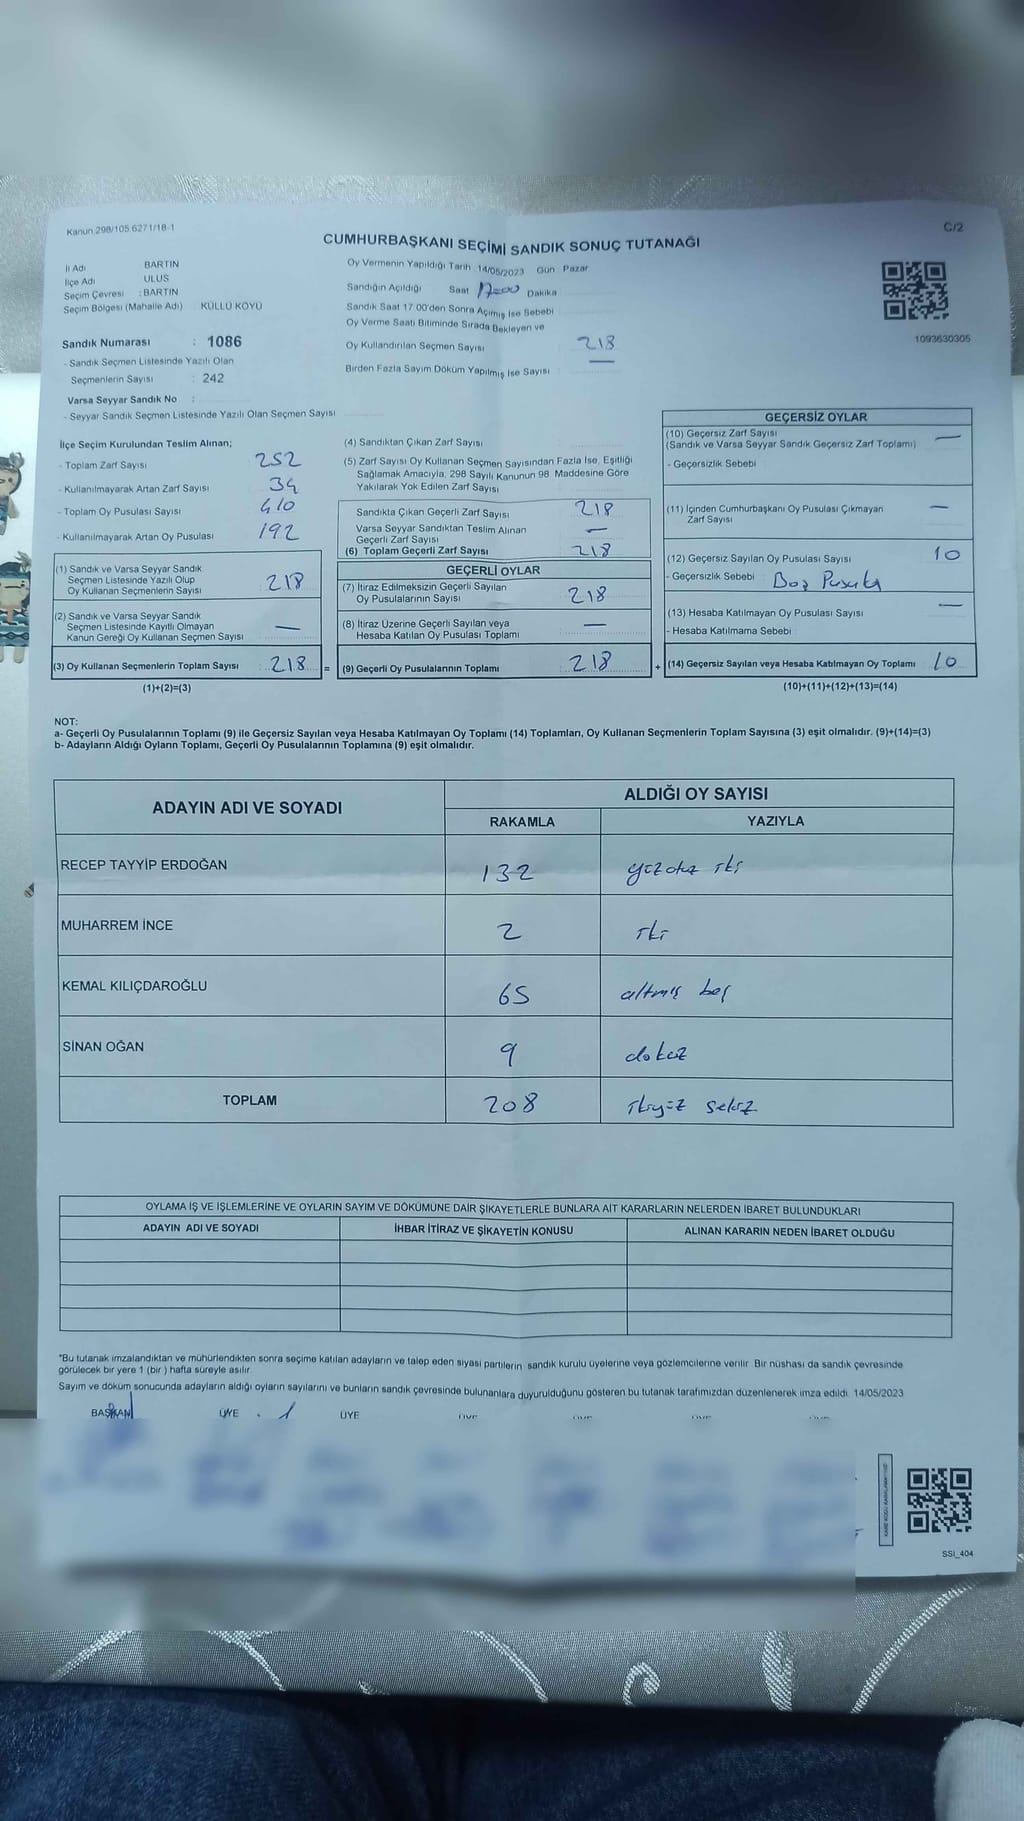 Kanun 298/105 6271/18-1
C/2
CUMHURBAŞKANI SEÇİMİ SANDIK SONUÇ TUTANAĞI
İl Adı BARTIN
İlçe Adı ULUS
Seçim Çevresi : BARTIN
Seçim Bölgesi (Mahalle Adı) : KÜLLÜ KÖYÜ
Sandık Numarası : 1086
- Sandık Seçmen Listesinde Yazılı Olan
Seçmenlerin Sayısı : 242
Varsa Seyyar Sandık No :
- Seyyar Sandık Seçmen Listesinde Yazılı Olan Seçmen Sayısı
Oy Vermenin Yapıldığı Tarih 14/05/2023 Gün Pazar
Sandığın Açıldığı Saat 17:00 Dakika
Sandık Saat 17.00'den Sonra Açımış İse Sebebi
Oy Verme Saati Bitiminde Sırada Bekleyen ve
Oy Kullandırılan Seçmen Sayısı 218
Birden Fazla Sayım Döküm Yapılmış İse Sayısı —
1093630305
İlçe Seçim Kurulundan Teslim Alınan;
- Toplam Zarf Sayısı 252
- Kullanılmayarak Artan Zarf Sayısı 34
- Toplam Oy Pusulası Sayısı 410
- Kullanılmayarak Artan Oy Pusulası 192
(1) Sandık ve Varsa Seyyar Sandık
Seçmen Listesinde Yazılı Olup
Oy Kullanan Seçmenlerin Sayısı 218
(2) Sandık ve Varsa Seyyar Sandık
Seçmen Listesinde Kayıtlı Olmayan
Kanun Gereği Oy Kullanan Seçmen Sayısı —
(3) Oy Kullanan Seçmenlerin Toplam Sayısı : 218 =
(1)+(2)=(3)
(4) Sandıktan Çıkan Zarf Sayısı
(5) Zarf Sayısı Oy Kullanan Seçmen Sayısından Fazla İse, Eşitliği
Sağlamak Amacıyla, 298 Sayılı Kanunun 98. Maddesine Göre
Yakılarak Yok Edilen Zarf Sayısı
Sandıkta Çıkan Geçerli Zarf Sayısı 218
Varsa Seyyar Sandıktan Teslim Alınan
Geçerli Zarf Sayısı —
(6) Toplam Geçerli Zarf Sayısı 218
GEÇERLİ OYLAR
(7) İtiraz Edilmeksizin Geçerli Sayılan
Oy Pusulalarının Sayısı 218
(8) İtiraz Üzerine Geçerli Sayılan veya
Hesaba Katılan Oy Pusulası Toplamı —
(9) Geçerli Oy Pusulalarının Toplamı 218 +
GEÇERSİZ OYLAR
(10) Geçersiz Zarf Sayısı
(Sandık ve Varsa Seyyar Sandık Geçersiz Zarf Toplamı) —
- Geçersizlik Sebebi
(11) İçinden Cumhurbaşkanı Oy Pusulası Çıkmayan
Zarf Sayısı —
(12) Geçersiz Sayılan Oy Pusulası Sayısı 10
- Geçersizlik Sebebi : Boş Pusula
(13) Hesaba Katılmayan Oy Pusulası Sayısı —
- Hesaba Katılmama Sebebi
(14) Geçersiz Sayılan veya Hesaba Katılmayan Oy Toplamı 10
(10)+(11)+(12)+(13)=(14)
NOT:
a- Geçerli Oy Pusulalarının Toplamı (9) ile Geçersiz Sayılan veya Hesaba Katılmayan Oy Toplamı (14) Toplamları, Oy Kullanan Seçmenlerin Toplam Sayısına (3) eşit olmalıdır. (9)+(14)=(3)
b- Adayların Aldığı Oyların Toplamı, Geçerli Oy Pusulalarının Toplamına (9) eşit olmalıdır.
ADAYIN ADI VE SOYADI ALDIĞI OY SAYISI
RAKAMLA YAZIYLA
RECEP TAYYİP ERDOĞAN 132 yüzotuz iki
MUHARREM İNCE 2 iki
KEMAL KILIÇDAROĞLU 65 altmış beş
SİNAN OĞAN 9 dokuz
TOPLAM 208 ikiyüz sekiz
OYLAMA İŞ VE İŞLEMLERİNE VE OYLARIN SAYIM VE DÖKÜMÜNE DAİR ŞİKAYETLERLE BUNLARA AİT KARARLARIN NELERDEN İBARET BULUNDUKLARI
ADAYIN ADI VE SOYADI İHBAR İTİRAZ VE ŞİKAYETİN KONUSU ALINAN KARARIN NEDEN İBARET OLDUĞU
*Bu tutanak imzalandıktan ve mühürlendikten sonra seçime katılan adayların ve talep eden siyasi partilerin sandık kurulu üyelerine veya gözlemcilerine verilir. Bir nüshası da sandık çevresinde
görülecek bir yere 1 (bir) hafta süreyle asılır.
Sayım ve döküm sonucunda adayların aldığı oyların sayılarını ve bunların sandık çevresinde bulunanlara duyurulduğunu gösteren bu tutanak tarafımızdan düzenlenerek imza edildi. 14/05/2023
BAŞKAN ÜYE ÜYE
SSI_404